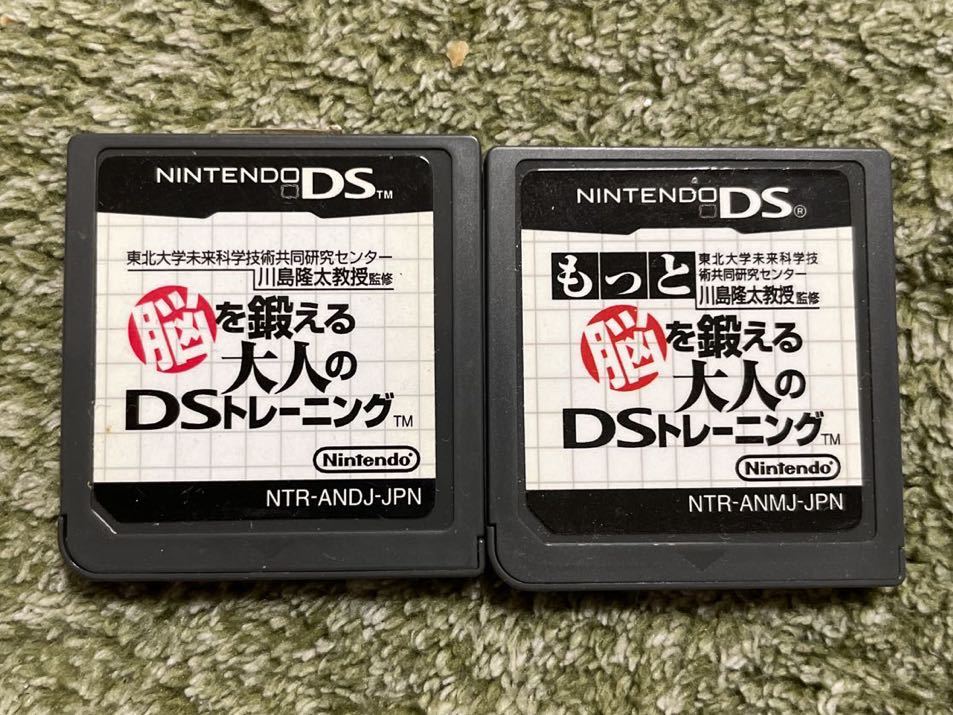 NINTENDO DS™
東北大学未来科学技術共同研究センター
川島隆太教授監修
脳を鍛える
大人の
DSトレーニング™
Nintendo®
NTR-ANDJ-JPN
NINTENDO DS®
もっと
東北大学未来科学技
術共同研究センター
川島隆太教授監修
脳を鍛える
大人の
DSトレーニング™
Nintendo®
NTR-ANMJ-JPN